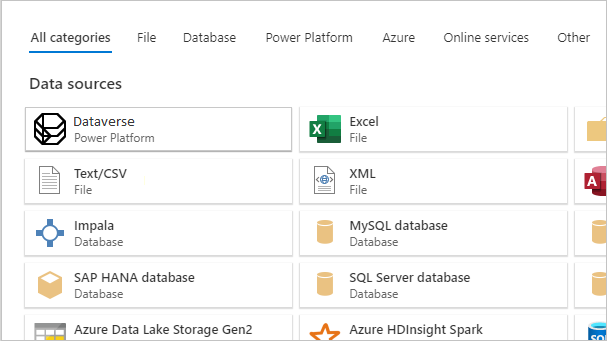 All categories File Database Power Platform Azure Online services Other
Data sources
Dataverse
Power Platform
Excel
File
Text/CSV
File
XML
File
Impala
Database
MySQL database
Database
SAP HANA database
Database
SQL Server database
Database
Azure Data Lake Storage Gen2
Azure HDInsight Spark